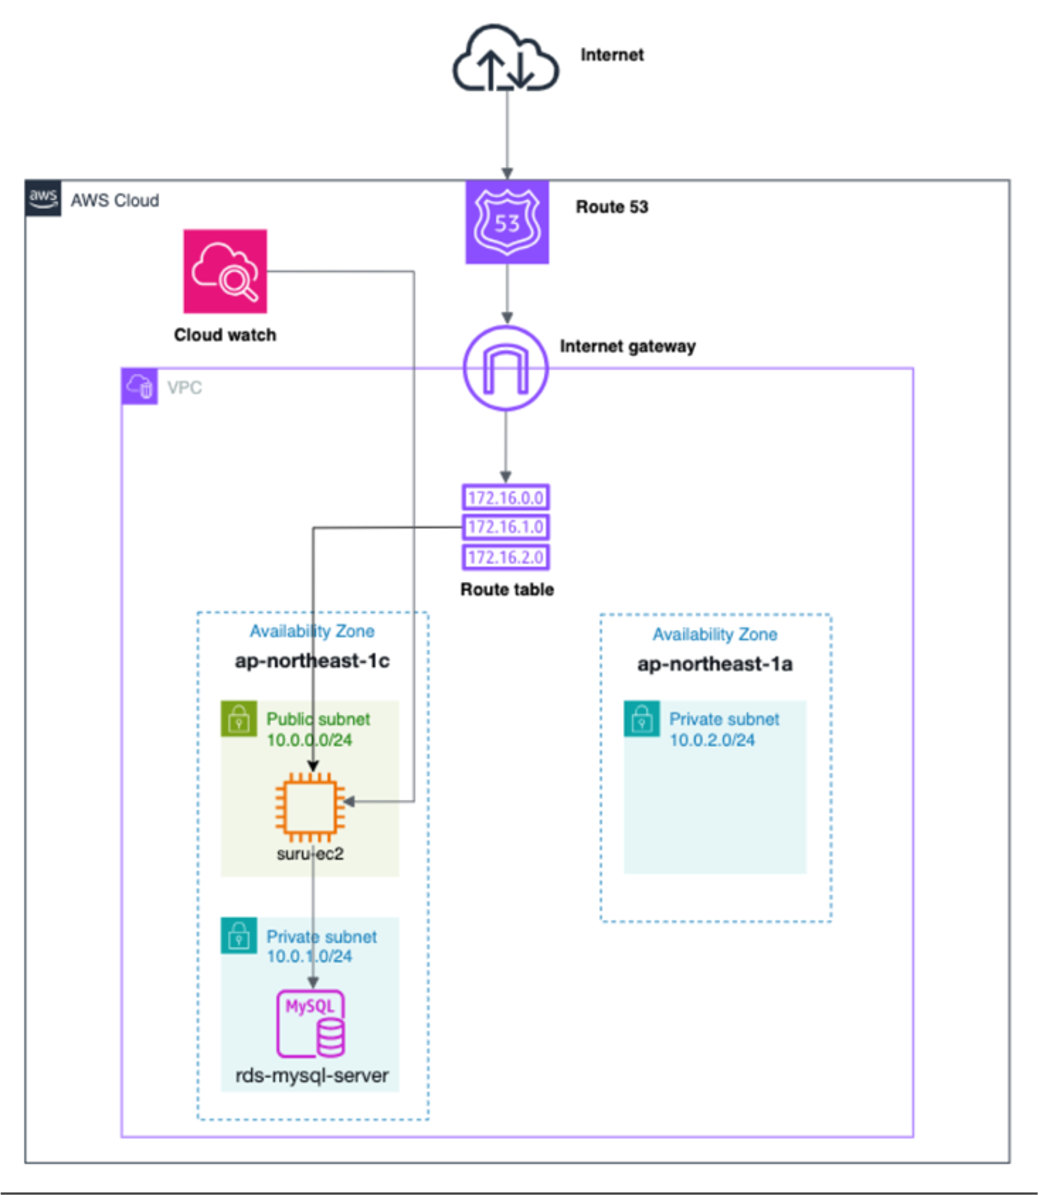 Internet
aws
AWS Cloud
53
Route 53
Cloud watch
Internet gateway
VPC
172.16.0.0
172.16.1.0
172.16.2.0
Route table
Availability Zone
ap-northeast-1c
Public subnet
10.0.0.0/24
suru-ec2
Private subnet
10.0.1.0/24
MySQL
rds-mysql-server
Availability Zone
ap-northeast-1a
Private subnet
10.0.2.0/24